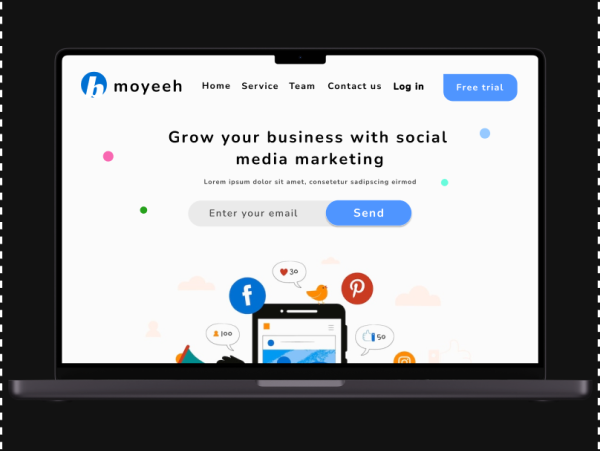 moyeeh
Home Service Team Contact us Log in Free trial
Grow your business with social
media marketing
Lorem ipsum dolor sit amet, consetetur sadipscing eirmod
Enter your email Send
30
100
50